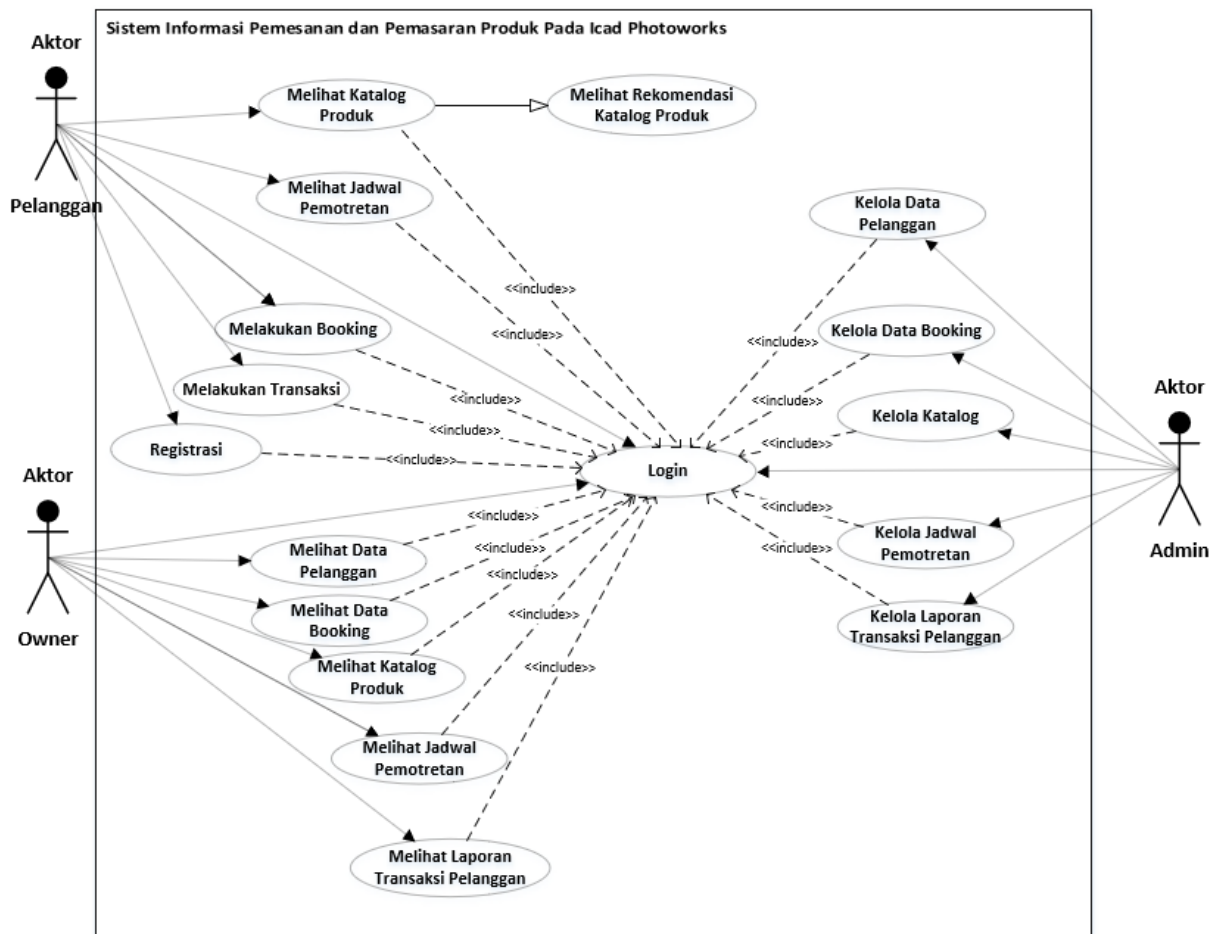 Sistem Informasi Pemesanan dan Pemasaran Produk Pada Icad Photoworks
Aktor
Pelanggan
Melihat Katalog
Produk
Melihat Rekomendasi
Katalog Produk
Melihat Jadwal
Pemotretan
Kelola Data
Pelanggan
<<include>>
<<include>>
Melakukan Booking
Kelola Data Booking
<<include>>
Melakukan Transaksi
<<include>>
<<include>>
Kelola Katalog
Aktor
Admin
Registrasi
<<include>>
<<include>>
<<include>>
Login
Aktor
Owner
<<include>>
<<include>>
Melihat Data
Pelanggan
<<include>>
Kelola Jadwal
Pemotretan
<<include>>
<<include>>
Melihat Data
Booking
<<include>>
Kelola Laporan
Transaksi Pelanggan
Melihat Katalog
Produk
<<include>>
Melihat Jadwal
Pemotretan
Melihat Laporan
Transaksi Pelanggan